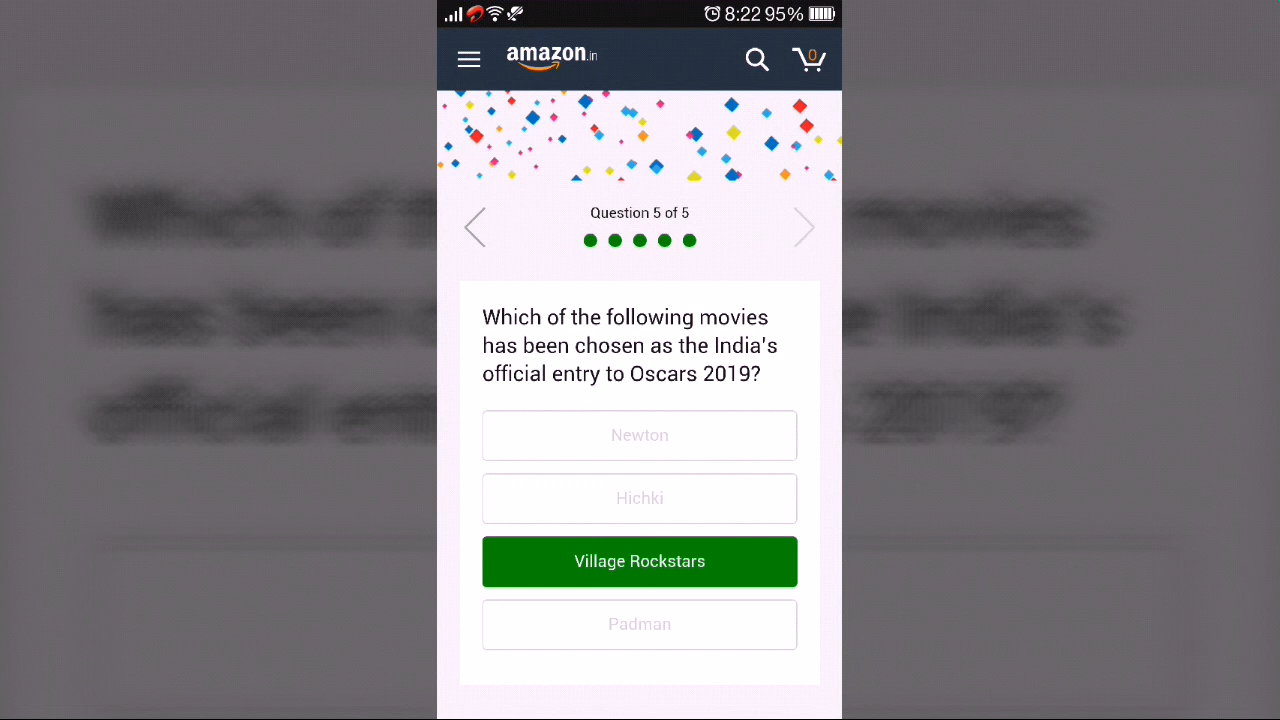 8:22 95%
amazon.in
0
Question 5 of 5
Which of the following movies
has been chosen as the India's
official entry to Oscars 2019?
Newton
Hichki
Village Rockstars
Padman